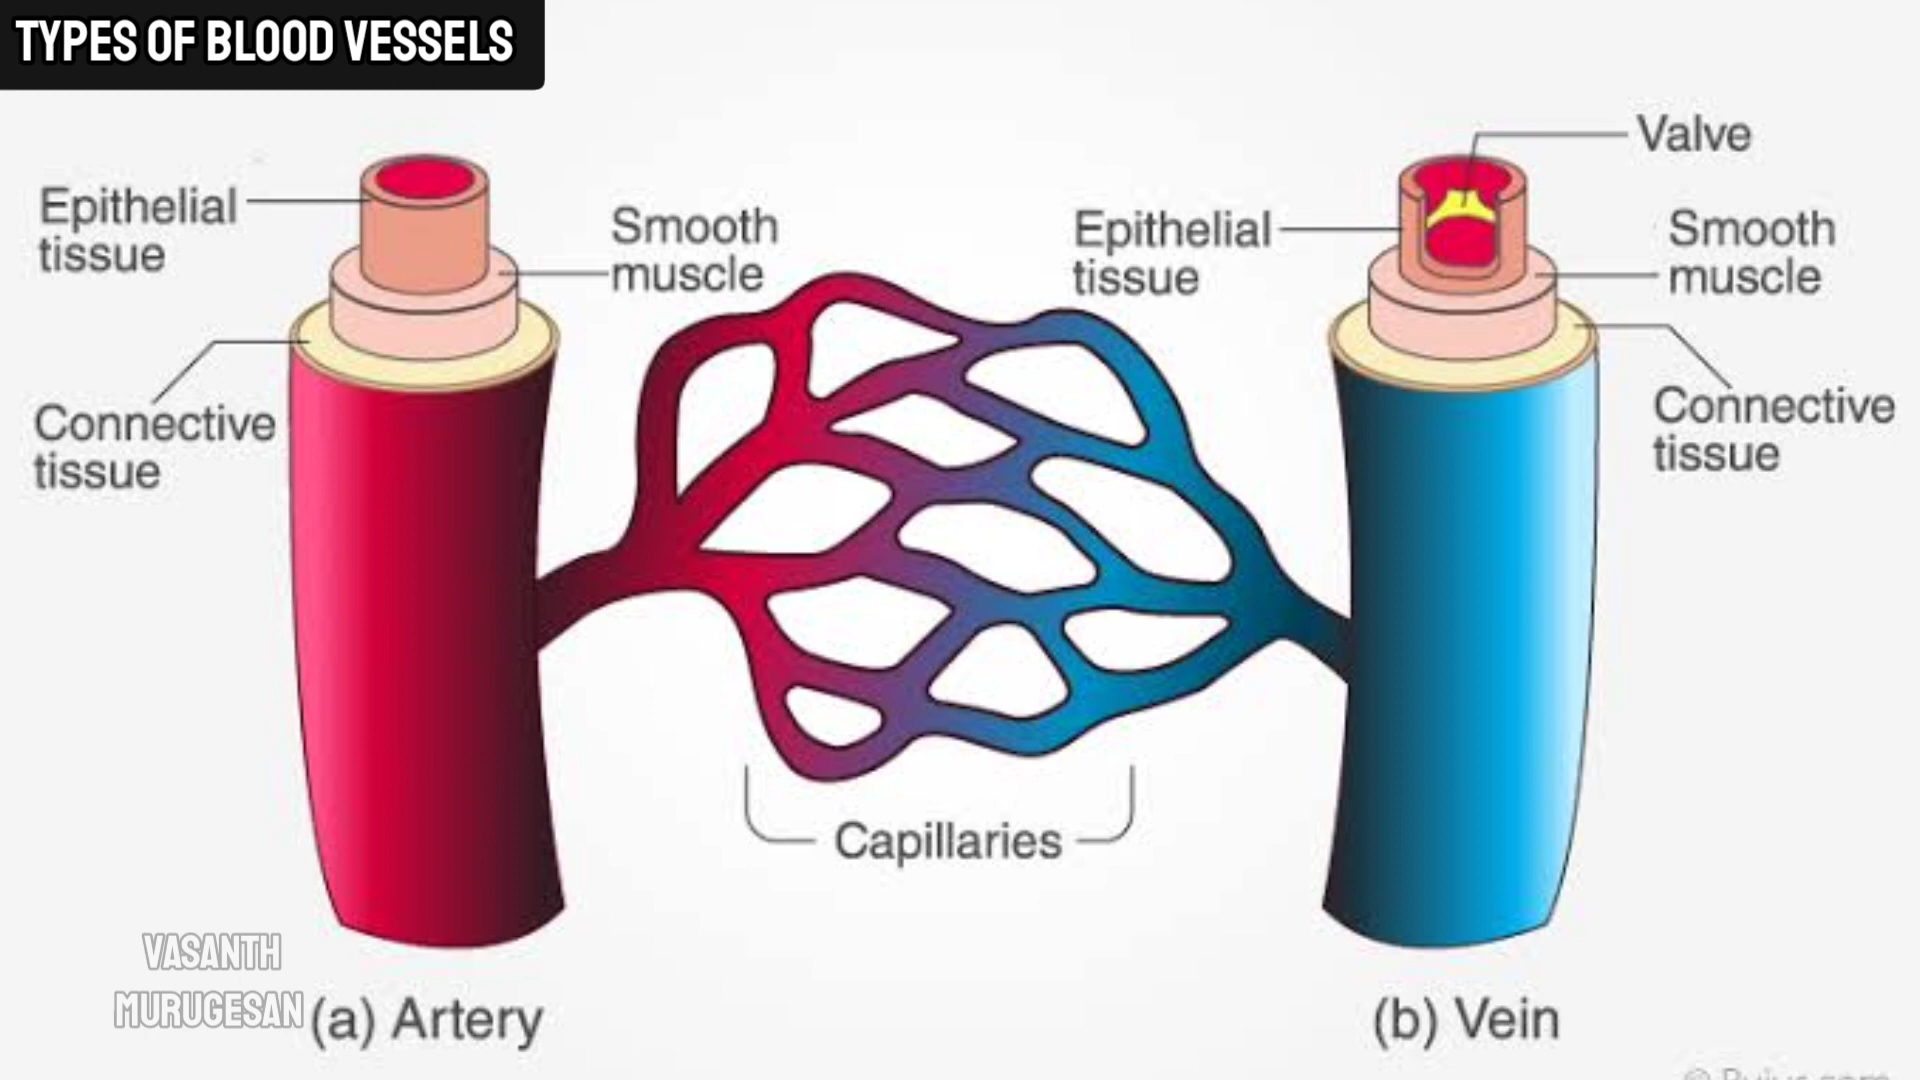 TYPES OF BLOOD VESSELS
Valve
Epithelial
tissue
Smooth
muscle
Epithelial
tissue
Smooth
muscle
Connective
tissue
Connective
tissue
Capillaries
VASANTH
MURUGESAN
(a) Artery
(b) Vein